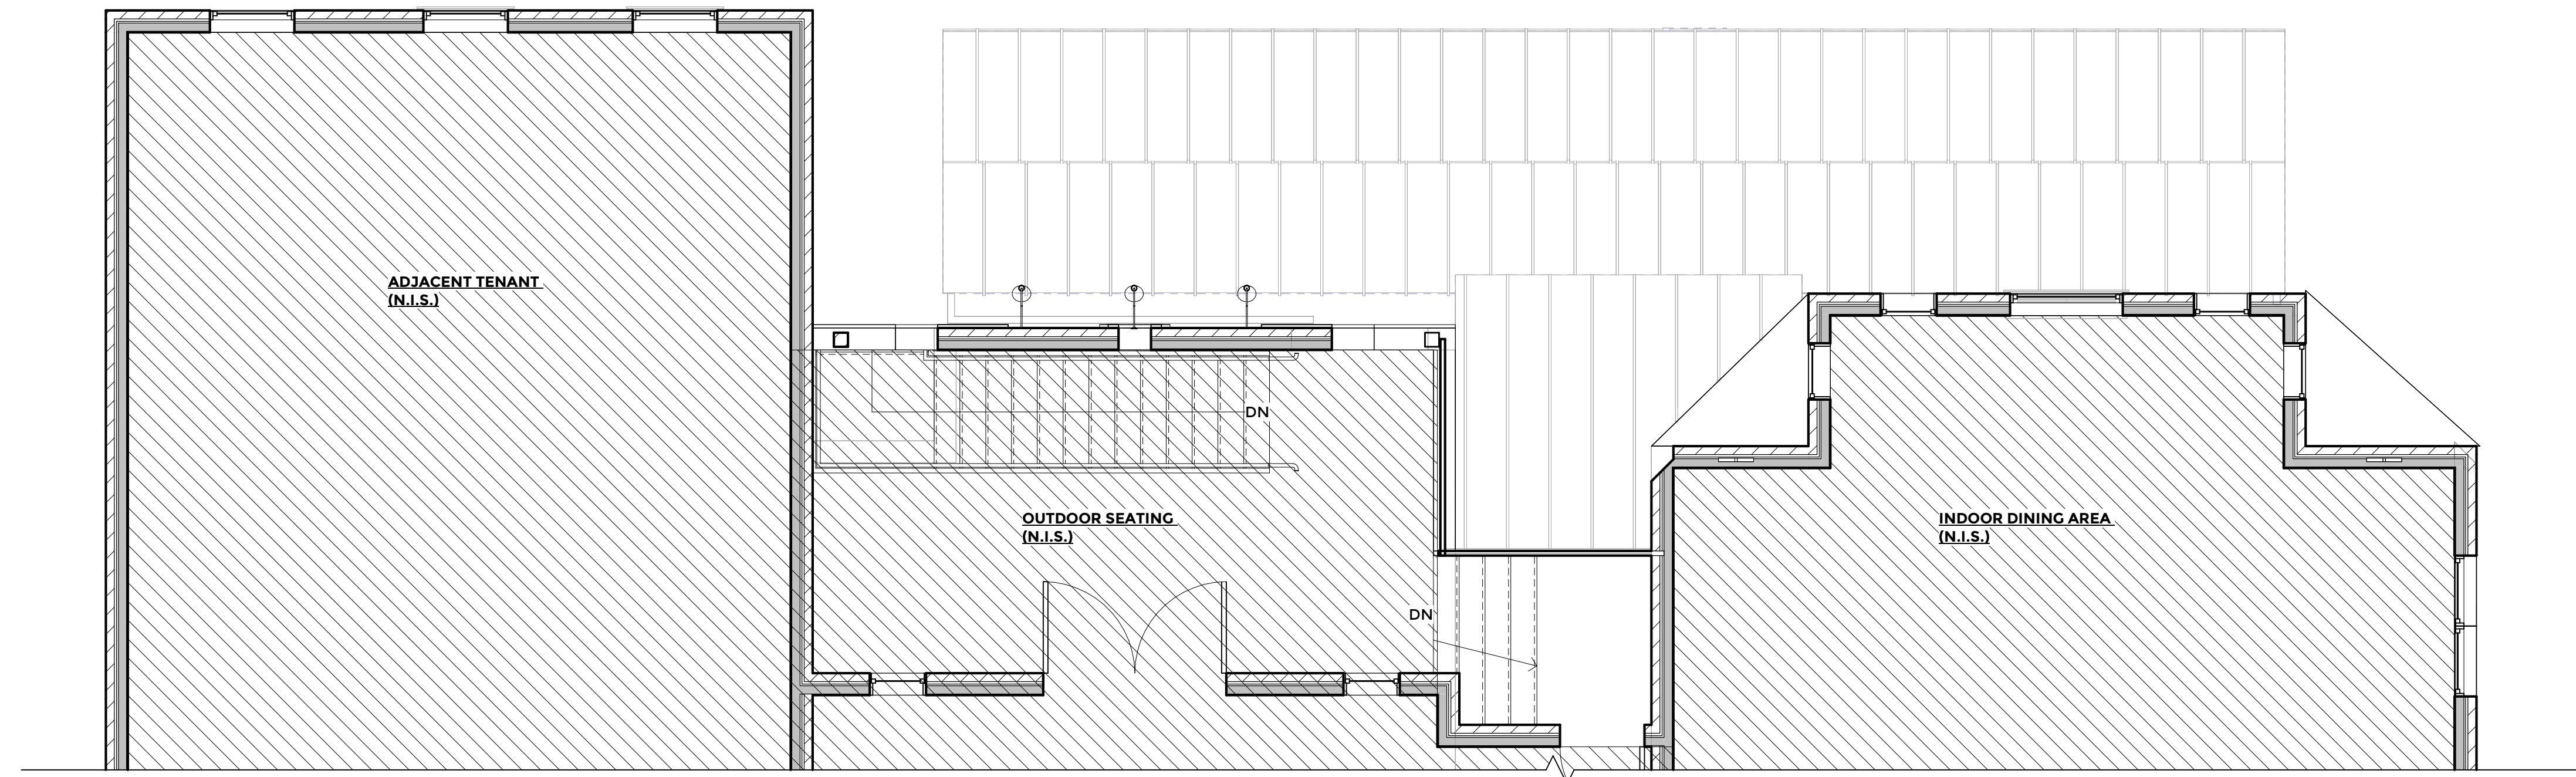 ADJACENT TENANT
(N.I.S.)
DN
OUTDOOR SEATING
(N.I.S.)
INDOOR DINING AREA
(N.I.S.)
DN